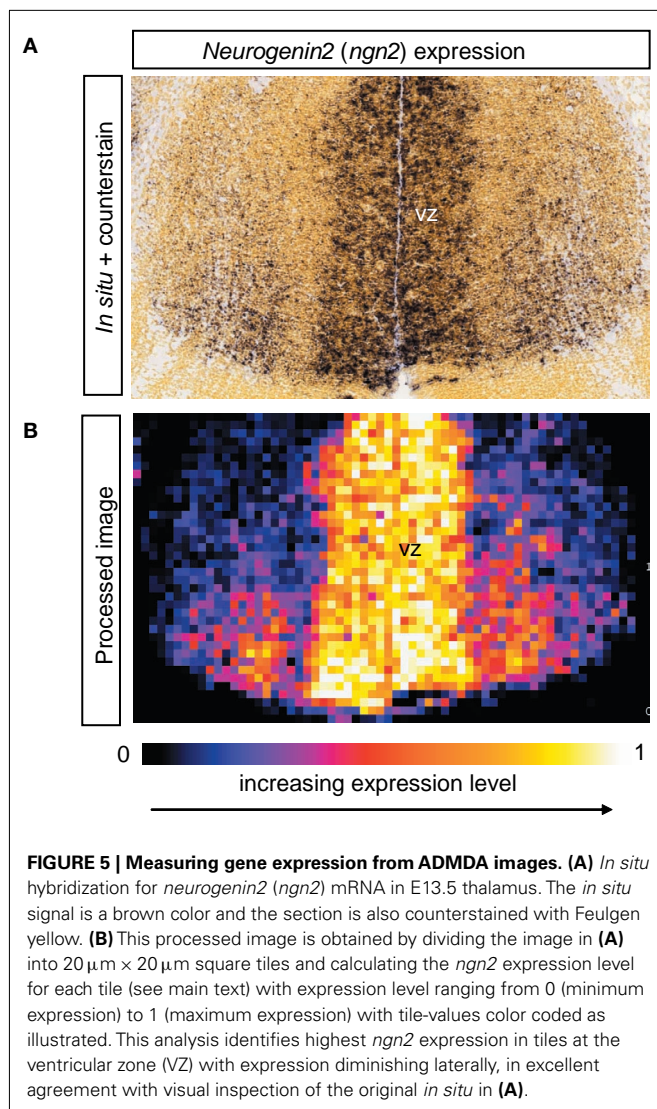 A
Neurogenin2 (ngn2) expression
In situ + counterstain
VZ
B
Processed image
VZ
1
0
0 1
increasing expression level
FIGURE 5 | Measuring gene expression from ADMDA images. (A) In situ
hybridization for neurogenin2 (ngn2) mRNA in E13.5 thalamus. The in situ
signal is a brown color and the section is also counterstained with Feulgen
yellow. (B) This processed image is obtained by dividing the image in (A)
into 20 μm × 20 μm square tiles and calculating the ngn2 expression level
for each tile (see main text) with expression level ranging from 0 (minimum
expression) to 1 (maximum expression) with tile-values color coded as
illustrated. This analysis identifies highest ngn2 expression in tiles at the
ventricular zone (VZ) with expression diminishing laterally, in excellent
agreement with visual inspection of the original in situ in (A).